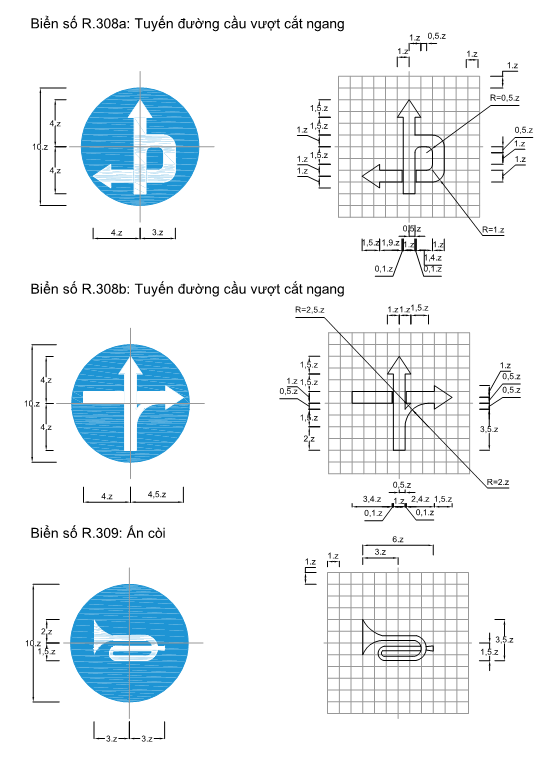 Biển số R.308a: Tuyến đường cầu vượt cắt ngang
1.z 0,5.z
1.z 1.z
1.z
R=0,5.z
4.z
10.z
4.z
4.z 3.z
1,5.z
1,5.z
1.z
1,5.z
1.z
1.z
0,5.z
1.z
1.z
R=1.z
0,5.z
1,5.z 1,9.z 1.z 1.z
1,4.z
0,1.z 0,1.z
Biển số R.308b: Tuyến đường cầu vượt cắt ngang
R=2,5.z
1.z 1.z 1,5.z
4.z
10.z
4.z
4.z 4,5.z
1,5.z
1.z 1,5.z
0,5.z
1,5.z
2.z
1.z
0,5.z
0,5.z
3,5.z
R=2.z
0,5.z
3,4.z 1.z 2,4.z 1,5.z
0,1.z 0,1.z
Biển số R.309: Ấn còi
6.z
3.z
1.z
1.z
2.z
10.z
1,5.z
3.z 3.z
3,5.z
1,5.z